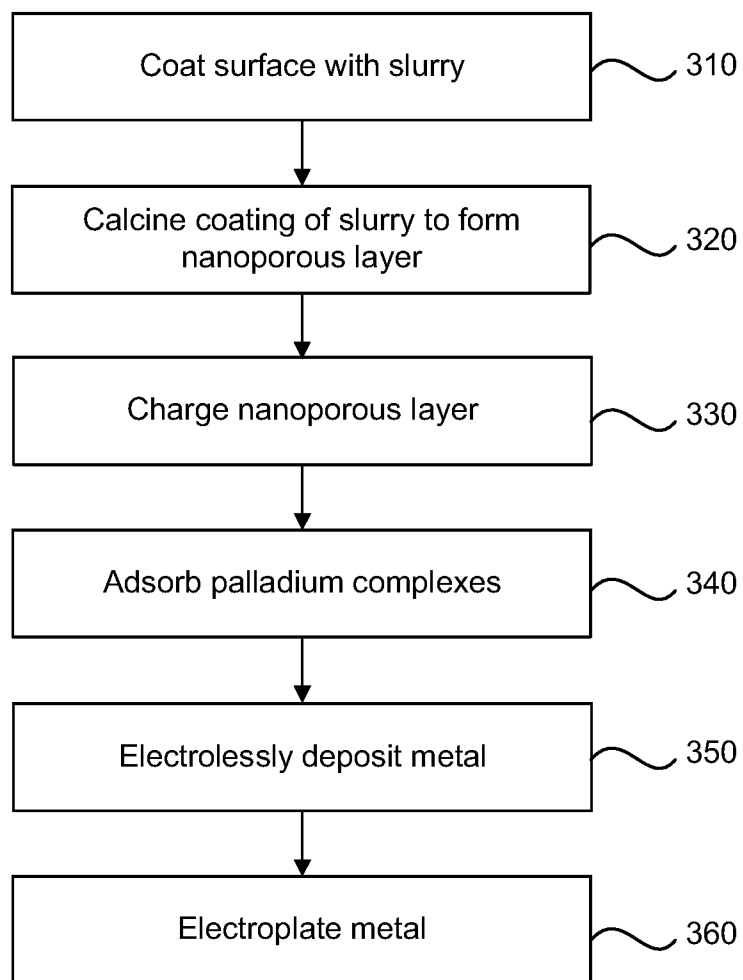 Coat surface with slurry
310
Calcine coating of slurry to form
nanoporous layer
320
Charge nanoporous layer
330
Adsorb palladium complexes
340
Electrolessly deposit metal
350
Electroplate metal
360